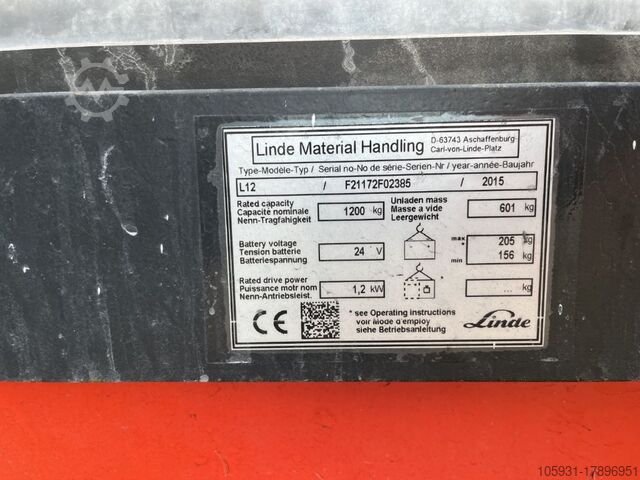 Linde Material Handling D-63743 Aschaffenburg
Carl-von-Linde-Platz
Type-Modèle-Typ / Serial no-No de série-Serien-Nr / year-année-Baujahr
L12 / F21172F02385 / 2015
Rated capacity
Capacité nominale
Nenn-Tragfähigkeit
1200 kg
Unladen mass
Masse a vide
Leergewicht
601 kg
Battery voltage
Tension batterie
Batteriespannung
24 V
max * 205 kg
min 156 kg
Rated drive power
Puissance motr nom
Nenn-Antriebsleist.
1,2 kW
... kg
CE
* see Operating instructions
voir Mode d'employ
siehe Betriebsanleitung
Linde
105931-17896951